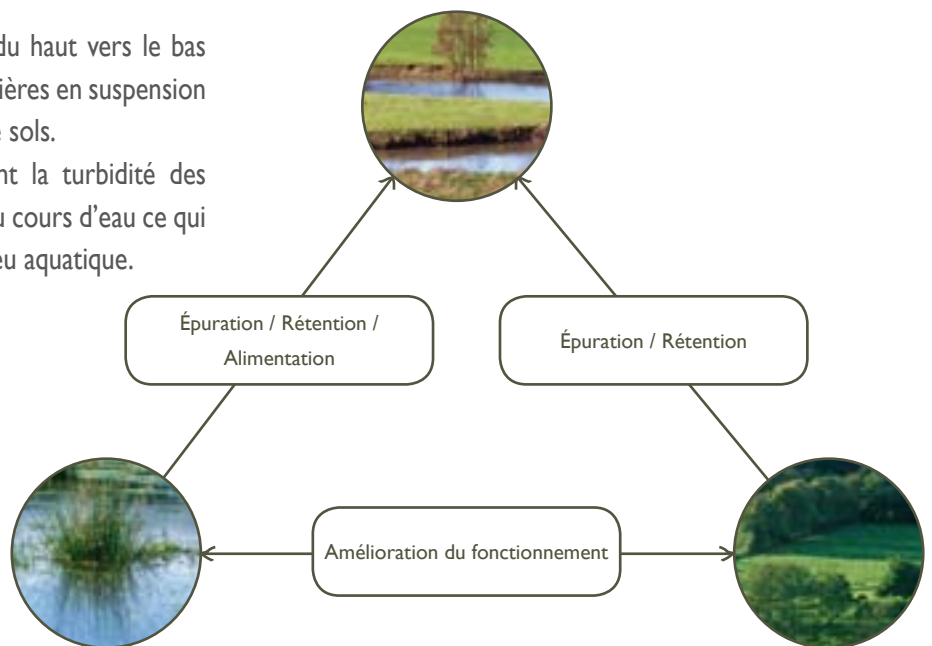 du haut vers le bas
ières en suspension
sols.
nt la turbidité des
cours d'eau ce qui
eu aquatique.
Épuration / Rétention /
Alimentation
Épuration / Rétention
Amélioration du fonctionnement